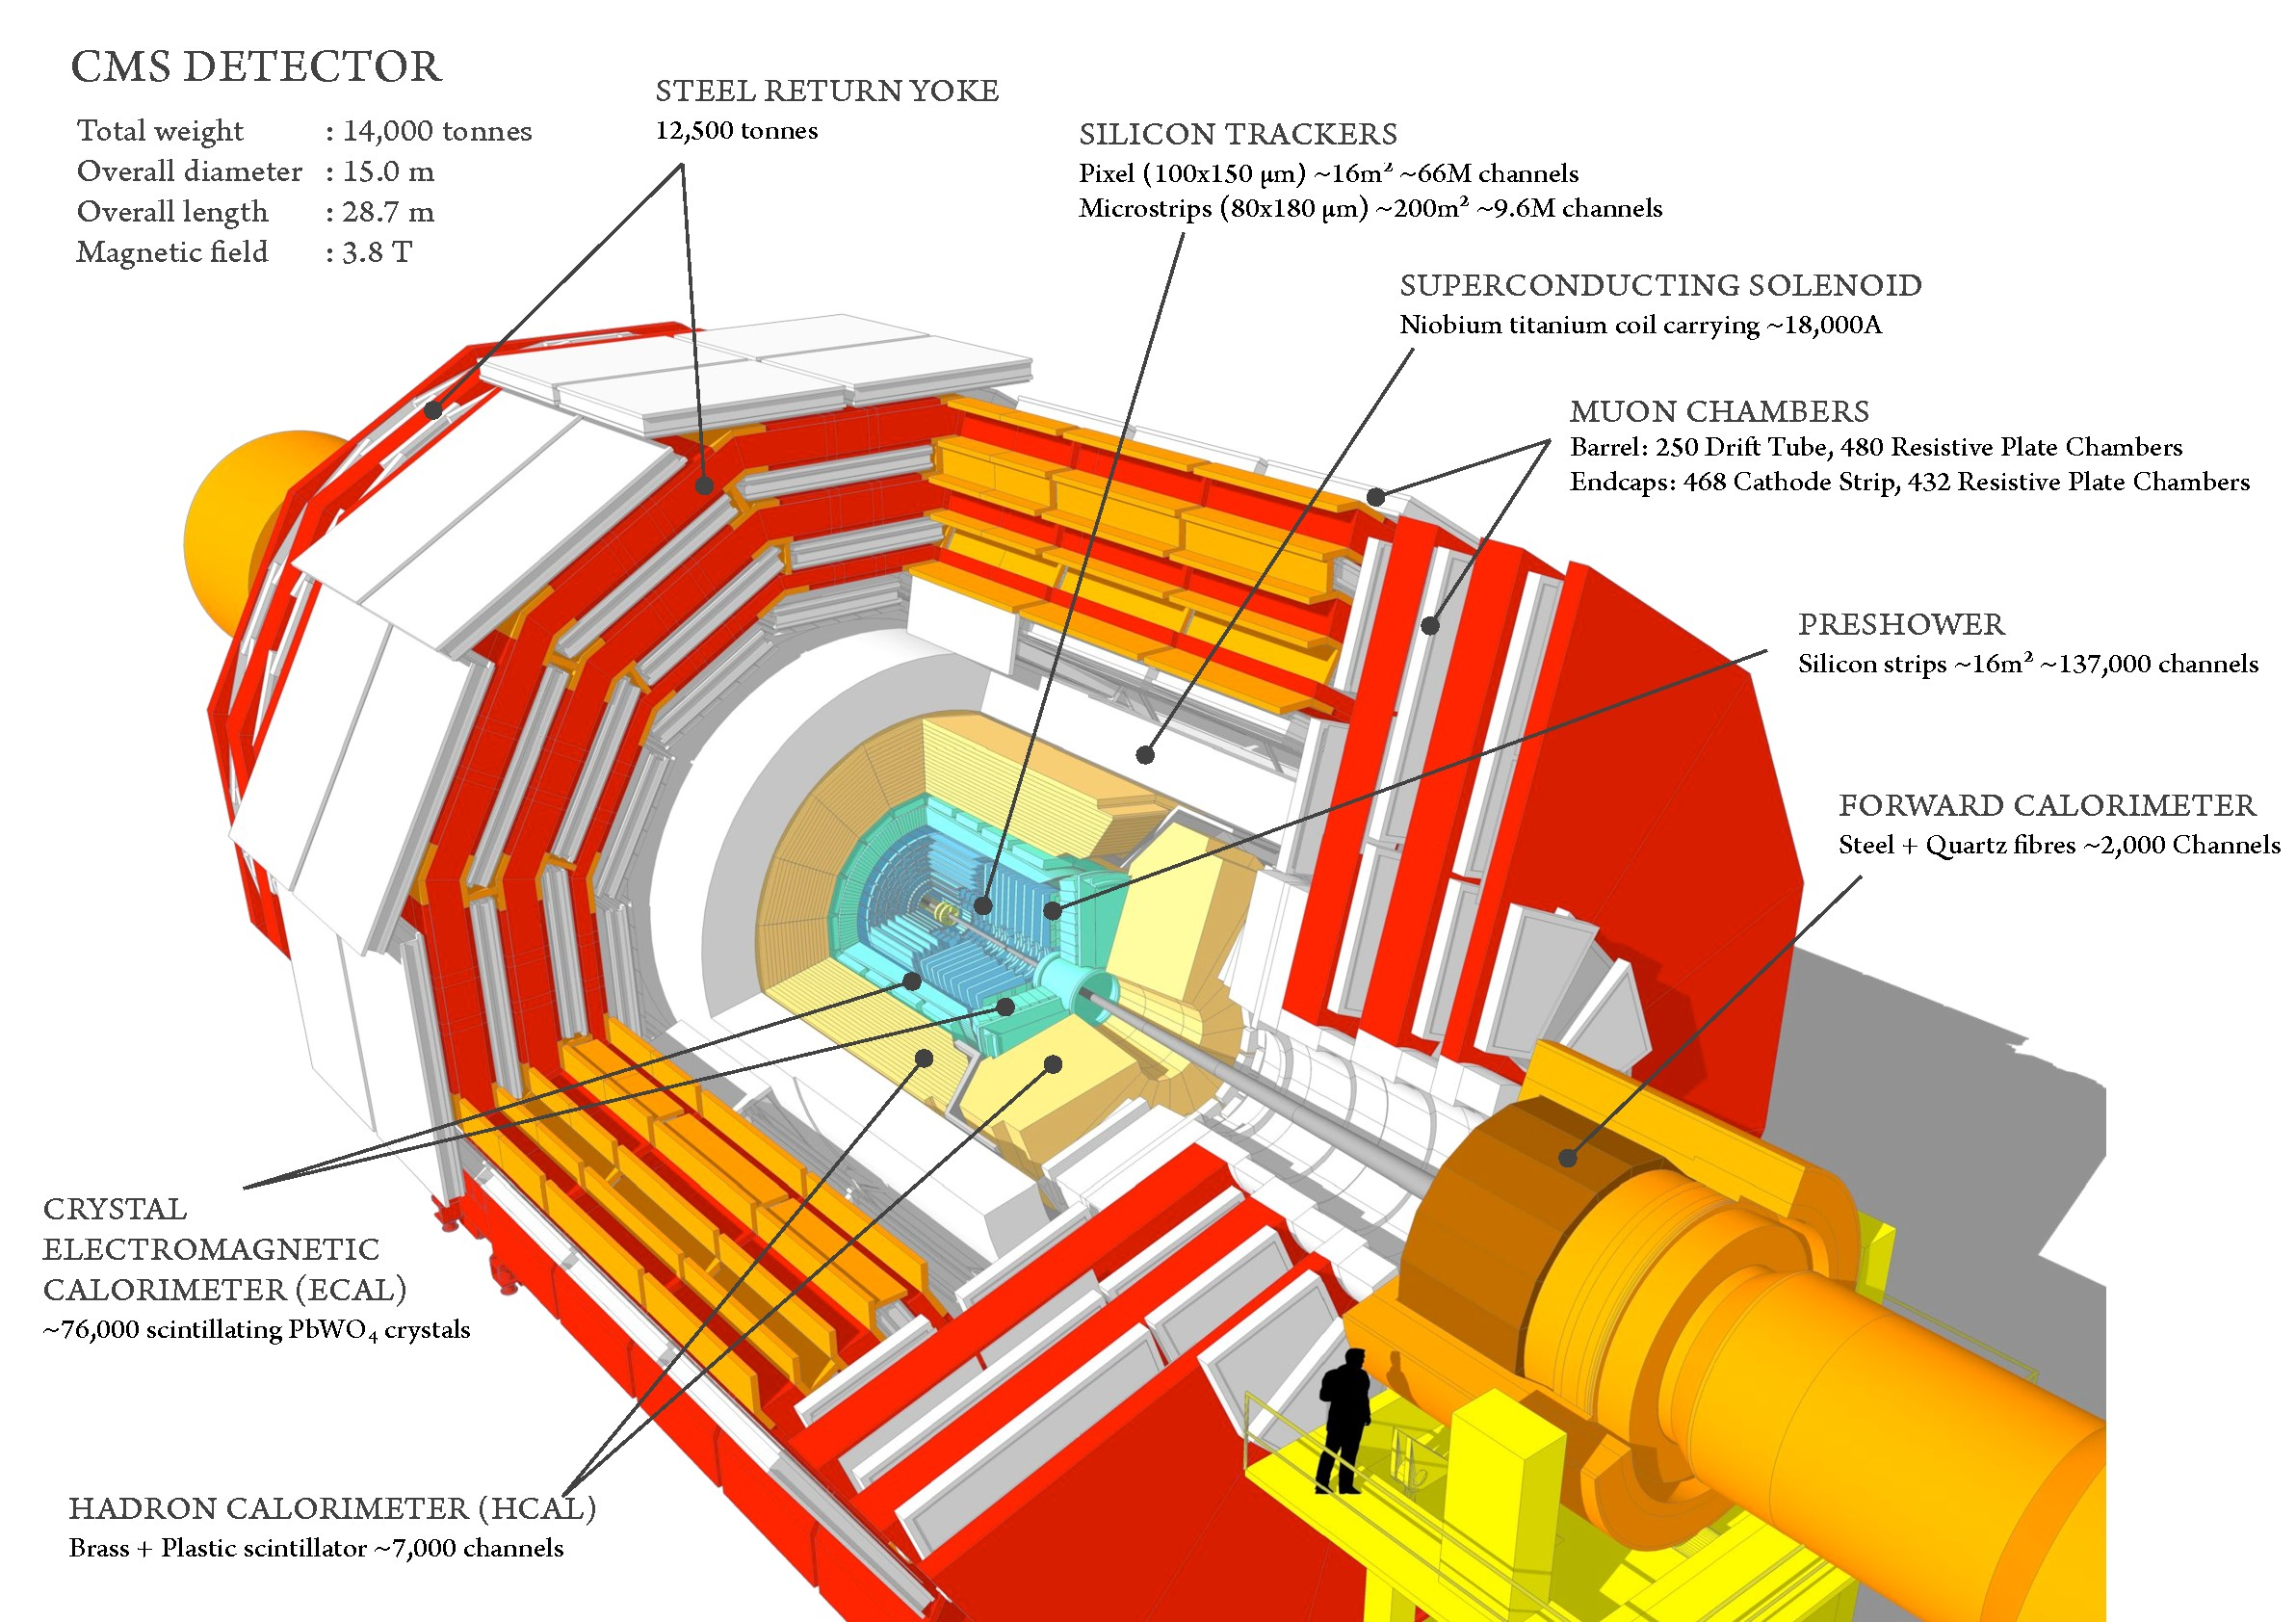 CMS DETECTOR
Total weight : 14,000 tonnes
Overall diameter : 15.0 m
Overall length : 28.7 m
Magnetic field : 3.8 T
STEEL RETURN YOKE
12,500 tonnes
SILICON TRACKERS
Pixel (100x150 μm) ~16m² ~66M channels
Microstrips (80x180 μm) ~200m² ~9.6M channels
SUPERCONDUCTING SOLENOID
Niobium titanium coil carrying ~18,000A
MUON CHAMBERS
Barrel: 250 Drift Tube, 480 Resistive Plate Chambers
Endcaps: 468 Cathode Strip, 432 Resistive Plate Chambers
PRESHOWER
Silicon strips ~16m² ~137,000 channels
FORWARD CALORIMETER
Steel + Quartz fibres ~2,000 Channels
CRYSTAL
ELECTROMAGNETIC
CALORIMETER (ECAL)
~76,000 scintillating PbWO₄ crystals
HADRON CALORIMETER (HCAL)
Brass + Plastic scintillator ~7,000 channels